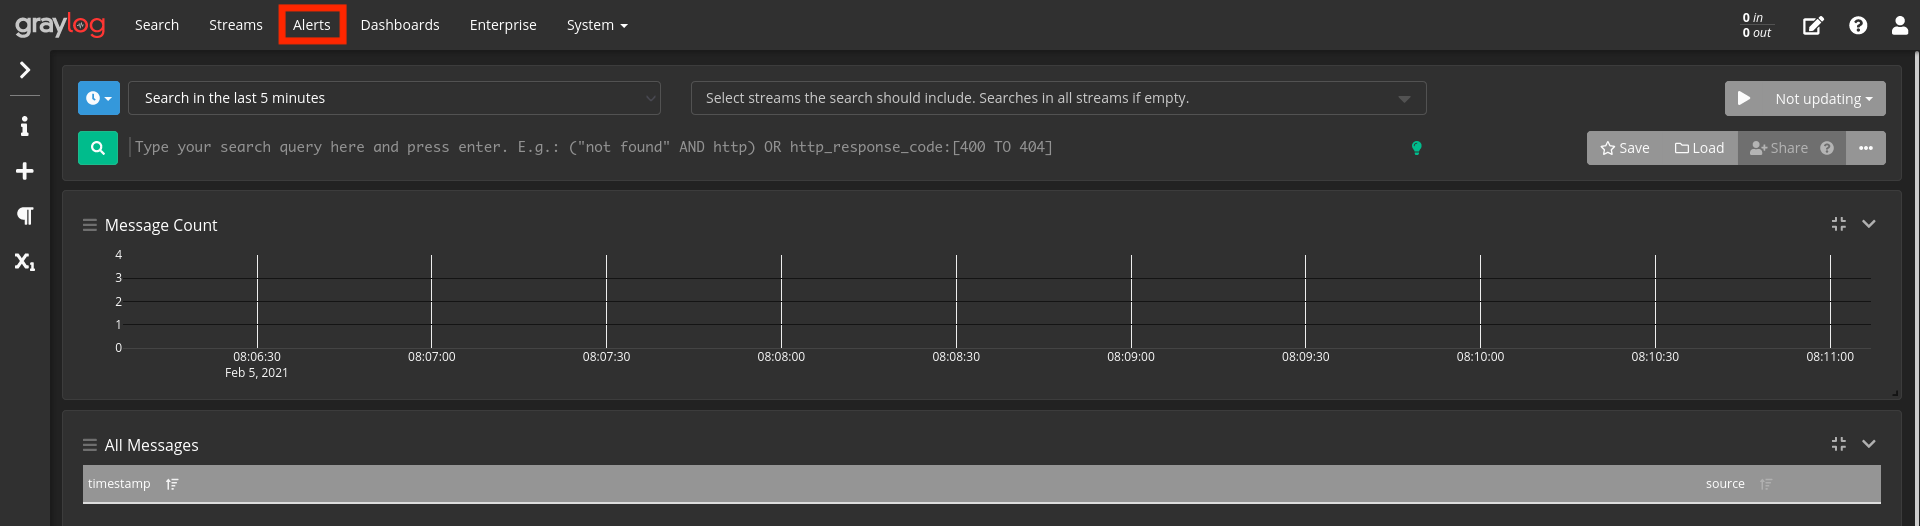 graylog Search Streams Alerts Dashboards Enterprise System 0 in
0 out
Search in the last 5 minutes Select streams the search should include. Searches in all streams if empty. Not updating
Type your search query here and press enter. E.g.: ("not found" AND http) OR http_response_code:[400 TO 404] Save Load Share
Message Count
4
3
2
1
0
08:06:30 08:07:00 08:07:30 08:08:00 08:08:30 08:09:00 08:09:30 08:10:00 08:10:30 08:11:00
Feb 5, 2021
All Messages
timestamp source